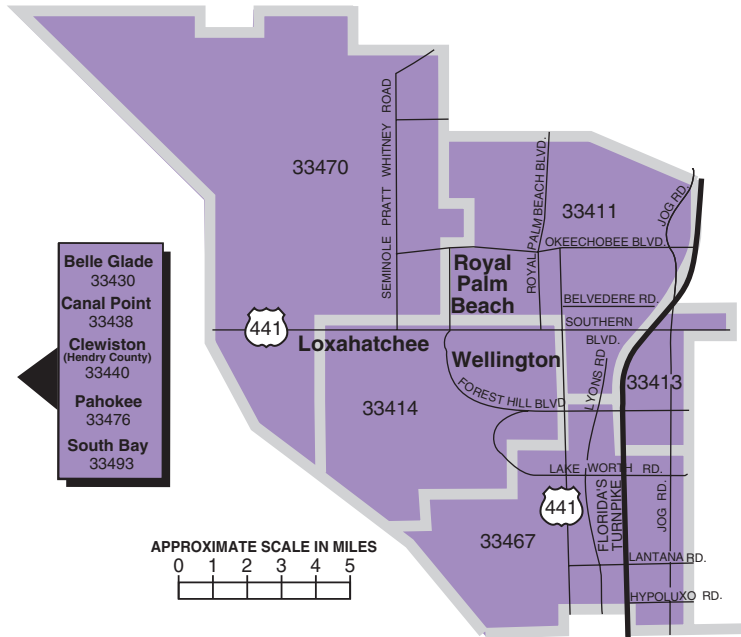 33470
SEMINOLE PRATT WHITNEY ROAD
ROYAL PALM BEACH BLVD.
33411
JOG RD.
OKEECHOBEE BLVD.
Royal
Palm
Beach
BELVEDERE RD.
SOUTHERN
BLVD.
441
Loxahatchee
Wellington
LYONS RD
33413
FOREST HILL BLVD
33414
LAKE WORTH RD.
441
FLORIDA'S
TURNPIKE
JOG RD.
33467
LANTANA RD.
HYPOLUXO RD.
Belle Glade
33430
Canal Point
33438
Clewiston
(Hendry County)
33440
Pahokee
33476
South Bay
33493
APPROXIMATE SCALE IN MILES
0 1 2 3 4 5